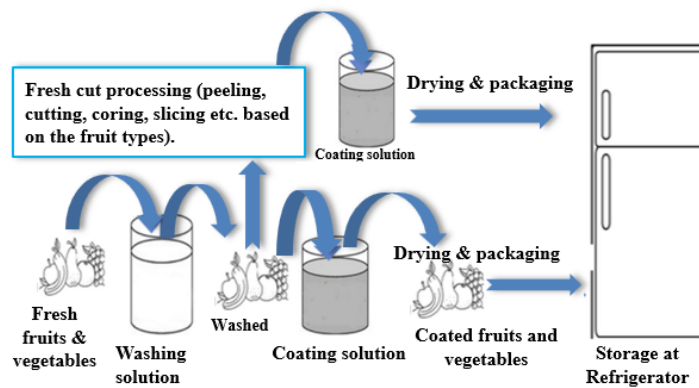 Fresh cut processing (peeling,
cutting, coring, slicing etc. based
on the fruit types).
Coating solution
Drying & packaging
Fresh
fruits &
vegetables
Washing
solution
Washed
Coating solution
Drying & packaging
Coated fruits and
vegetables
Storage at
Refrigerator